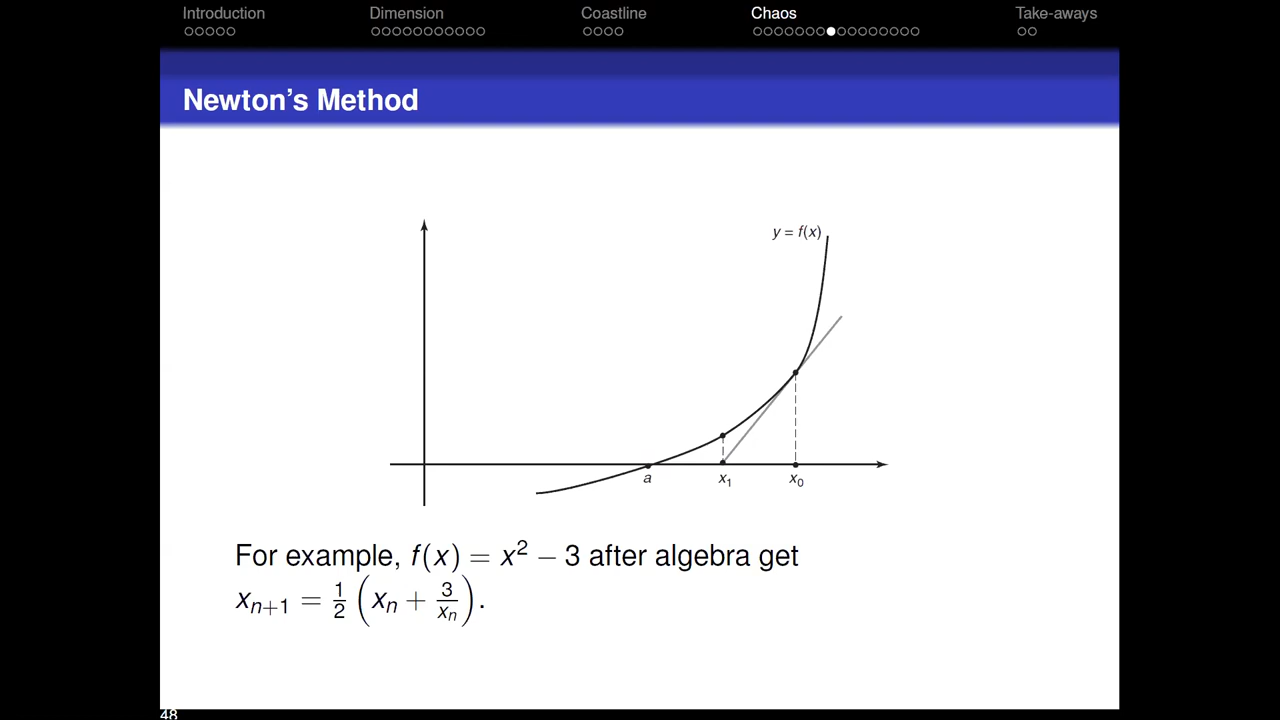 Introduction Dimension Coastline Chaos Take-aways
Newton's Method
y = f(x)
a x₁ x₀
For example, f(x) = x² − 3 after algebra get
xₙ₊₁ = ½ (xₙ + 3/xₙ).
48